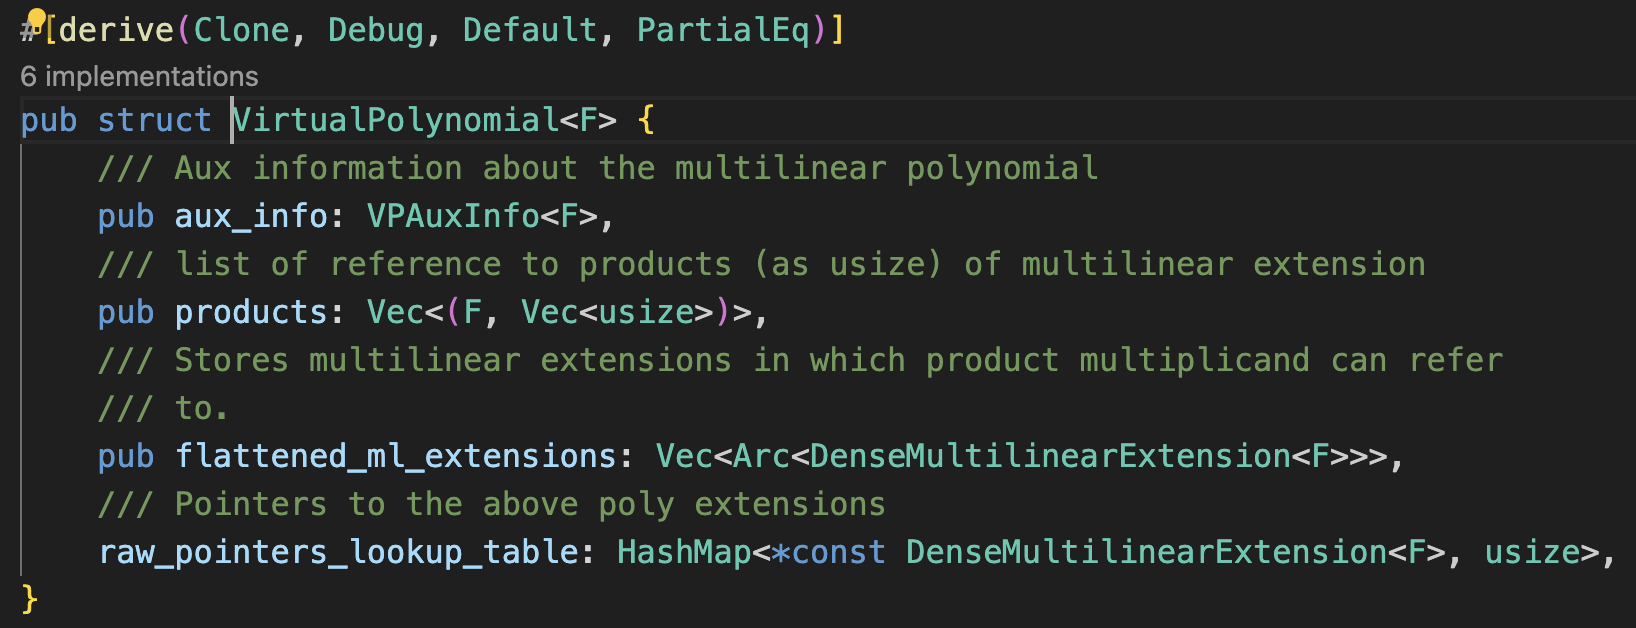 #[derive(Clone, Debug, Default, PartialEq)]
6 implementations
pub struct VirtualPolynomial<F> {
    /// Aux information about the multilinear polynomial
    pub aux_info: VPAuxInfo<F>,
    /// list of reference to products (as usize) of multilinear extension
    pub products: Vec<(F, Vec<usize>)>,
    /// Stores multilinear extensions in which product multiplicand can refer
    /// to.
    pub flattened_ml_extensions: Vec<Arc<DenseMultilinearExtension<F>>>,
    /// Pointers to the above poly extensions
    raw_pointers_lookup_table: HashMap<*const DenseMultilinearExtension<F>, usize>,
}